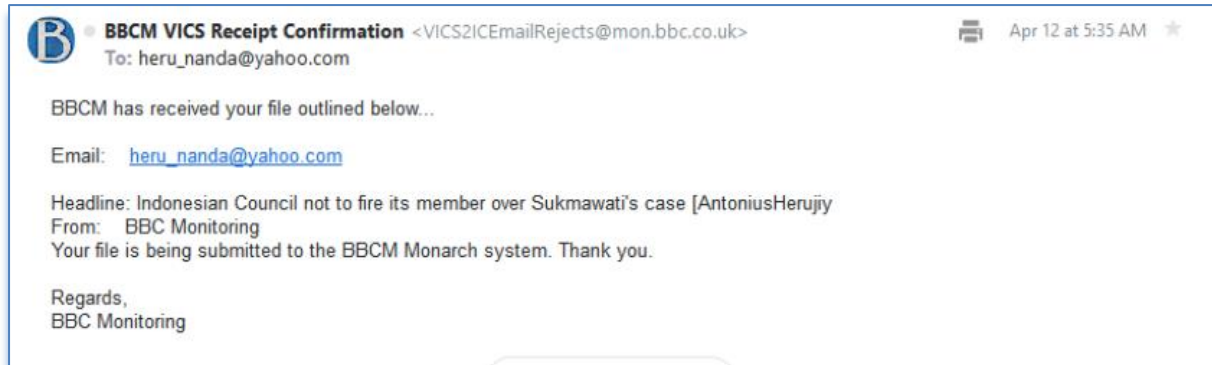 B
BBCM VICS Receipt Confirmation <VICS2ICEmailRejects@mon.bbc.co.uk> Apr 12 at 5:35 AM
To: heru_nanda@yahoo.com
BBCM has received your file outlined below...
Email: heru_nanda@yahoo.com
Headline: Indonesian Council not to fire its member over Sukmawati's case [AntoniusHerujiy
From: BBC Monitoring
Your file is being submitted to the BBCM Monarch system. Thank you.
Regards,
BBC Monitoring